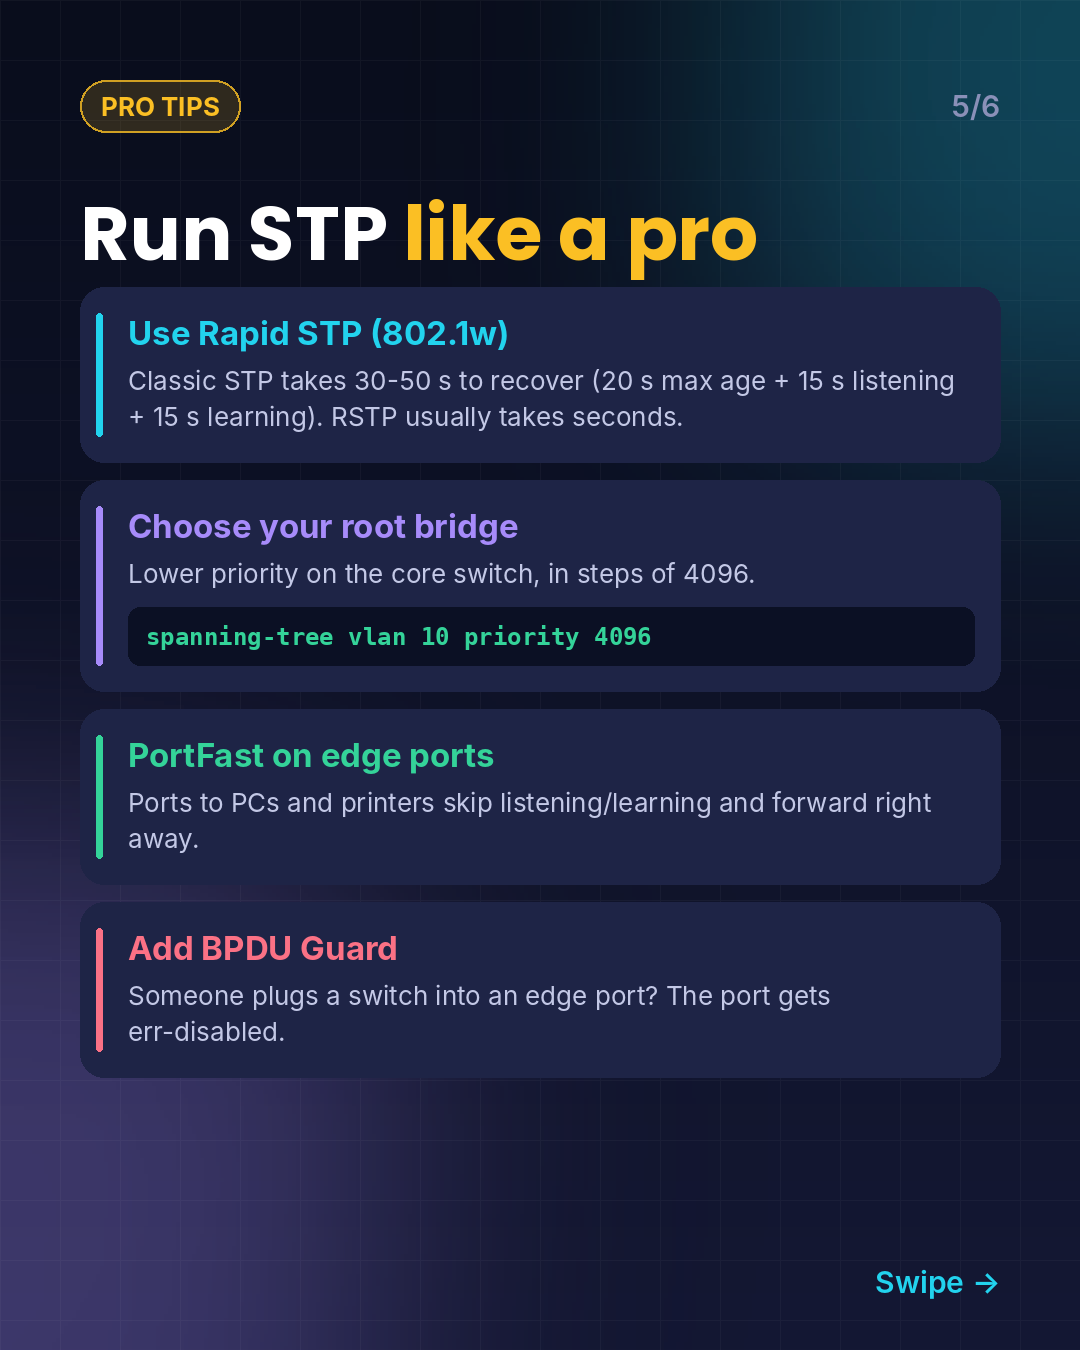 PRO TIPS
5/6
Run STP like a pro
Use Rapid STP (802.1w)
Classic STP takes 30-50 s to recover (20 s max age + 15 s listening
+ 15 s learning). RSTP usually takes seconds.
Choose your root bridge
Lower priority on the core switch, in steps of 4096.
spanning-tree vlan 10 priority 4096
PortFast on edge ports
Ports to PCs and printers skip listening/learning and forward right
away.
Add BPDU Guard
Someone plugs a switch into an edge port? The port gets
err-disabled.
Swipe →